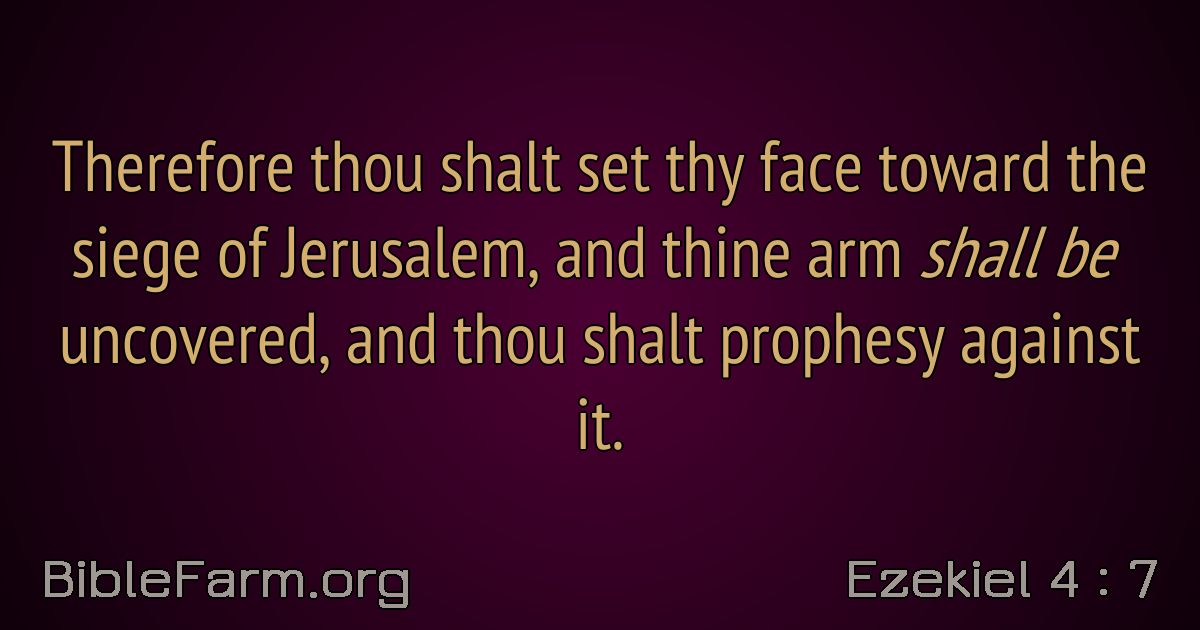 Therefore thou shalt set thy face toward the
siege of Jerusalem, and thine arm shall be
uncovered, and thou shalt prophesy against
it.
BibleFarm.org
Ezekiel 4 : 7